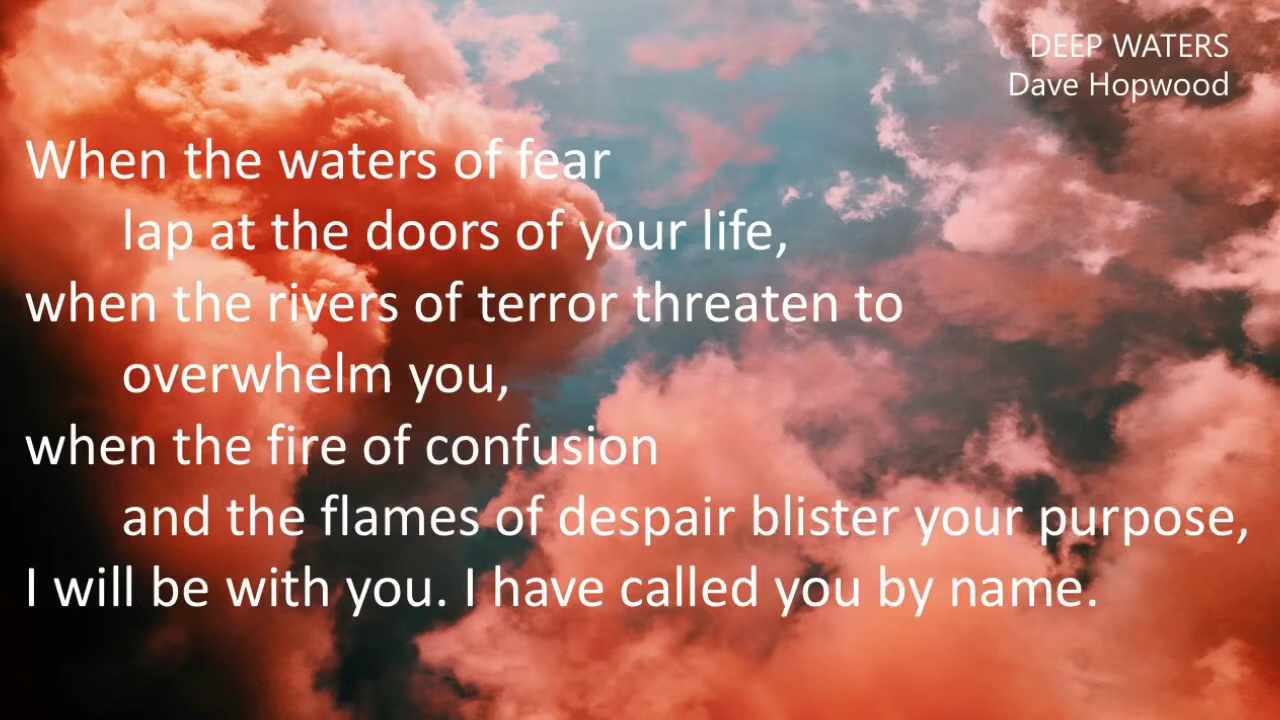 DEEP WATERS
Dave Hopwood
When the waters of fear
lap at the doors of your life,
when the rivers of terror threaten to
overwhelm you,
when the fire of confusion
and the flames of despair blister your purpose,
I will be with you. I have called you by name.